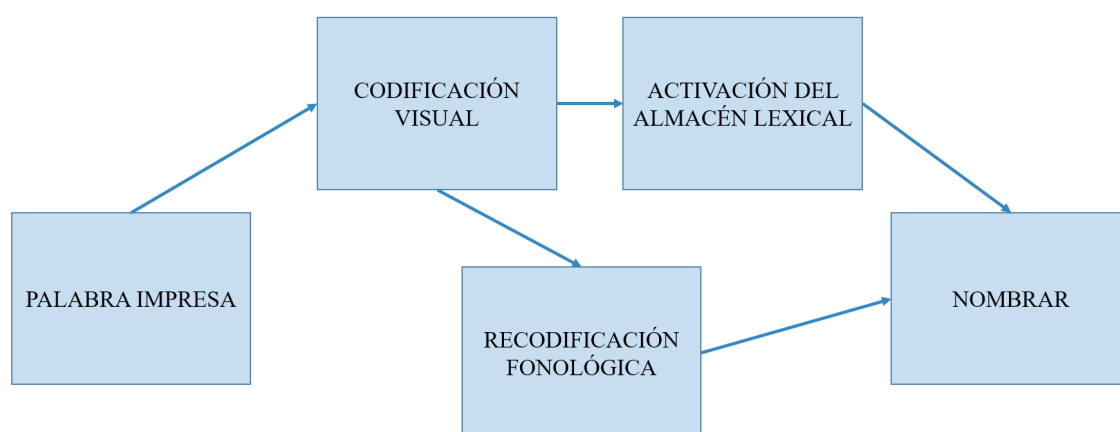 CODIFICACIÓN
VISUAL
ACTIVACIÓN DEL
ALMACÉN LEXICAL
PALABRA IMPRESA
RECODIFICACIÓN
FONOLÓGICA
NOMBRAR